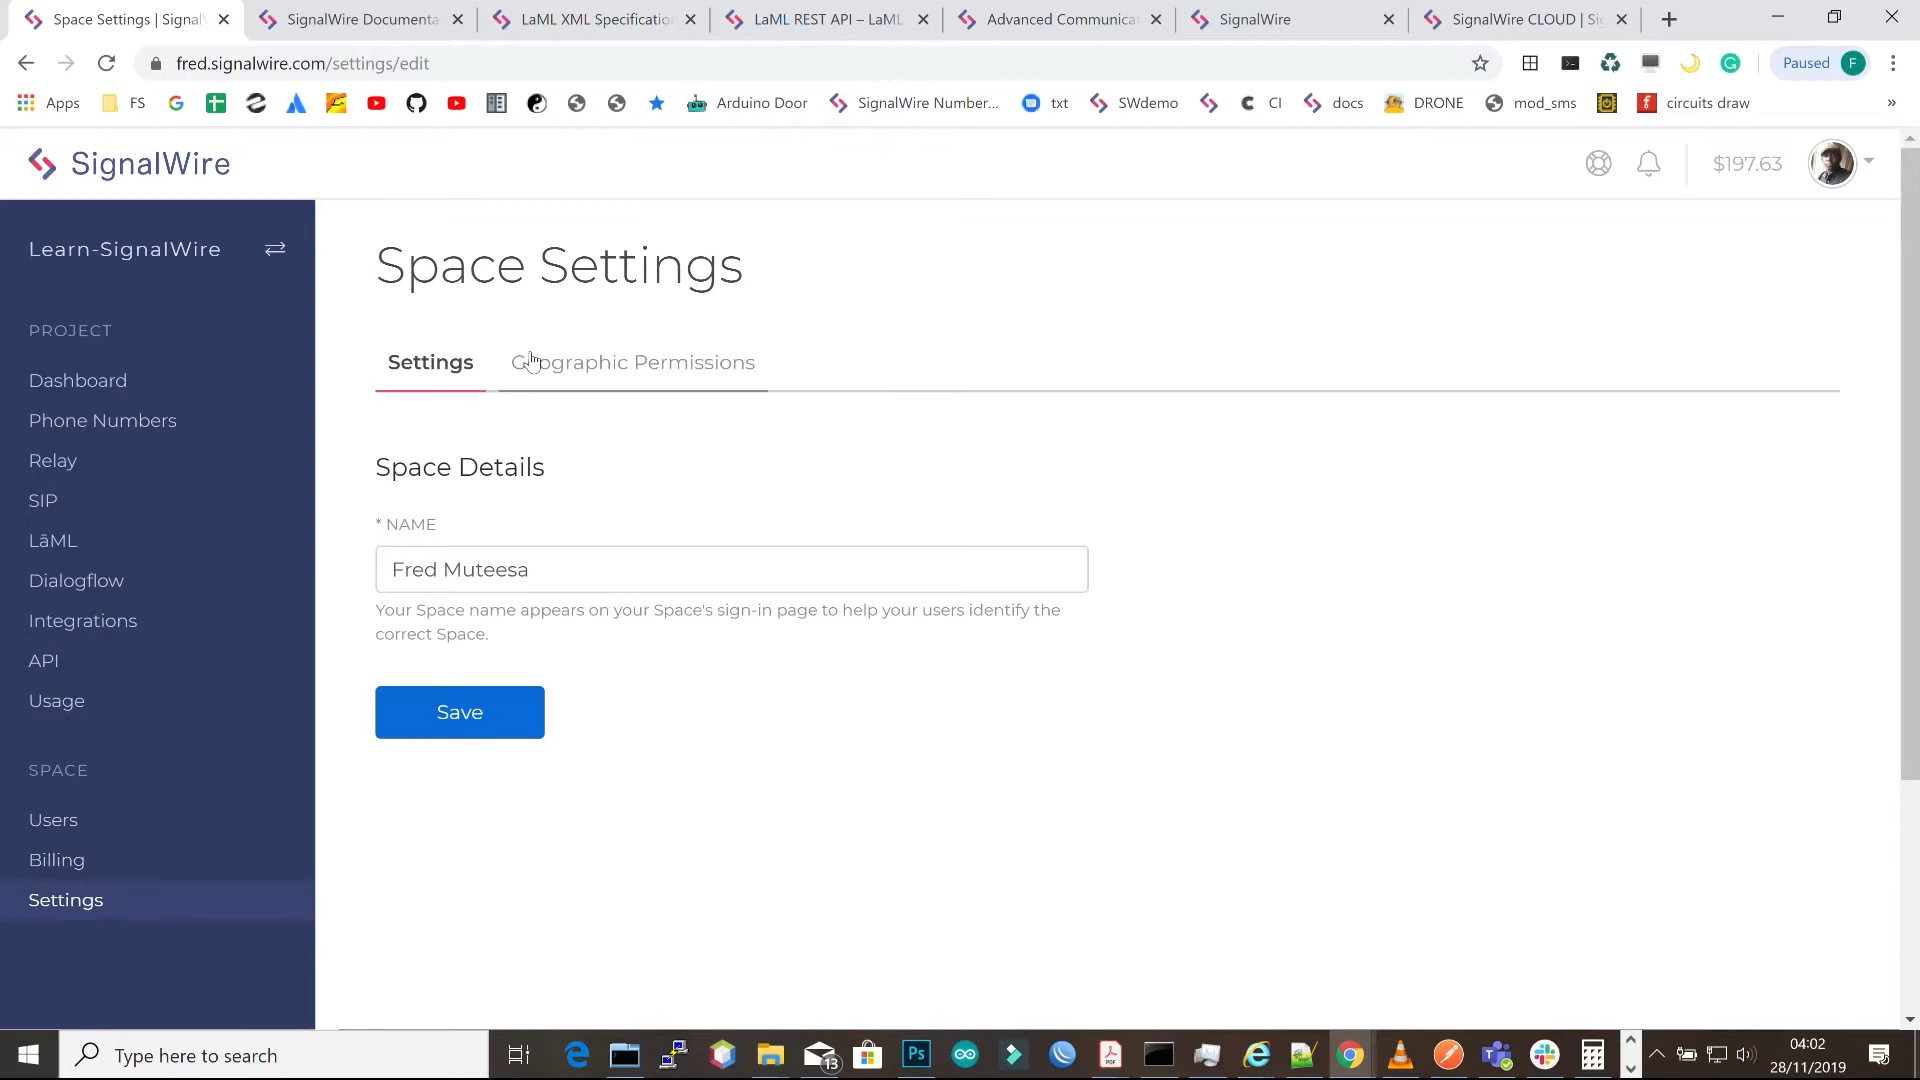 Space Settings | Signal
SignalWire Documenta
LaML XML Specificatio
LaML REST API – LaML
Advanced Communicat
SignalWire
SignalWire CLOUD | Si
fred.signalwire.com/settings/edit
Paused F
Apps FS Arduino Door SignalWire Number... txt SWdemo CI docs DRONE mod_sms circuits draw »
SignalWire
$197.63
Learn-SignalWire
PROJECT
Dashboard
Phone Numbers
Relay
SIP
LāML
Dialogflow
Integrations
API
Usage
SPACE
Users
Billing
Settings
Space Settings
Settings
Geographic Permissions
Space Details
* NAME
Fred Muteesa
Your Space name appears on your Space's sign-in page to help your users identify the
correct Space.
Save
Type here to search
Ps
13
04:02
28/11/2019